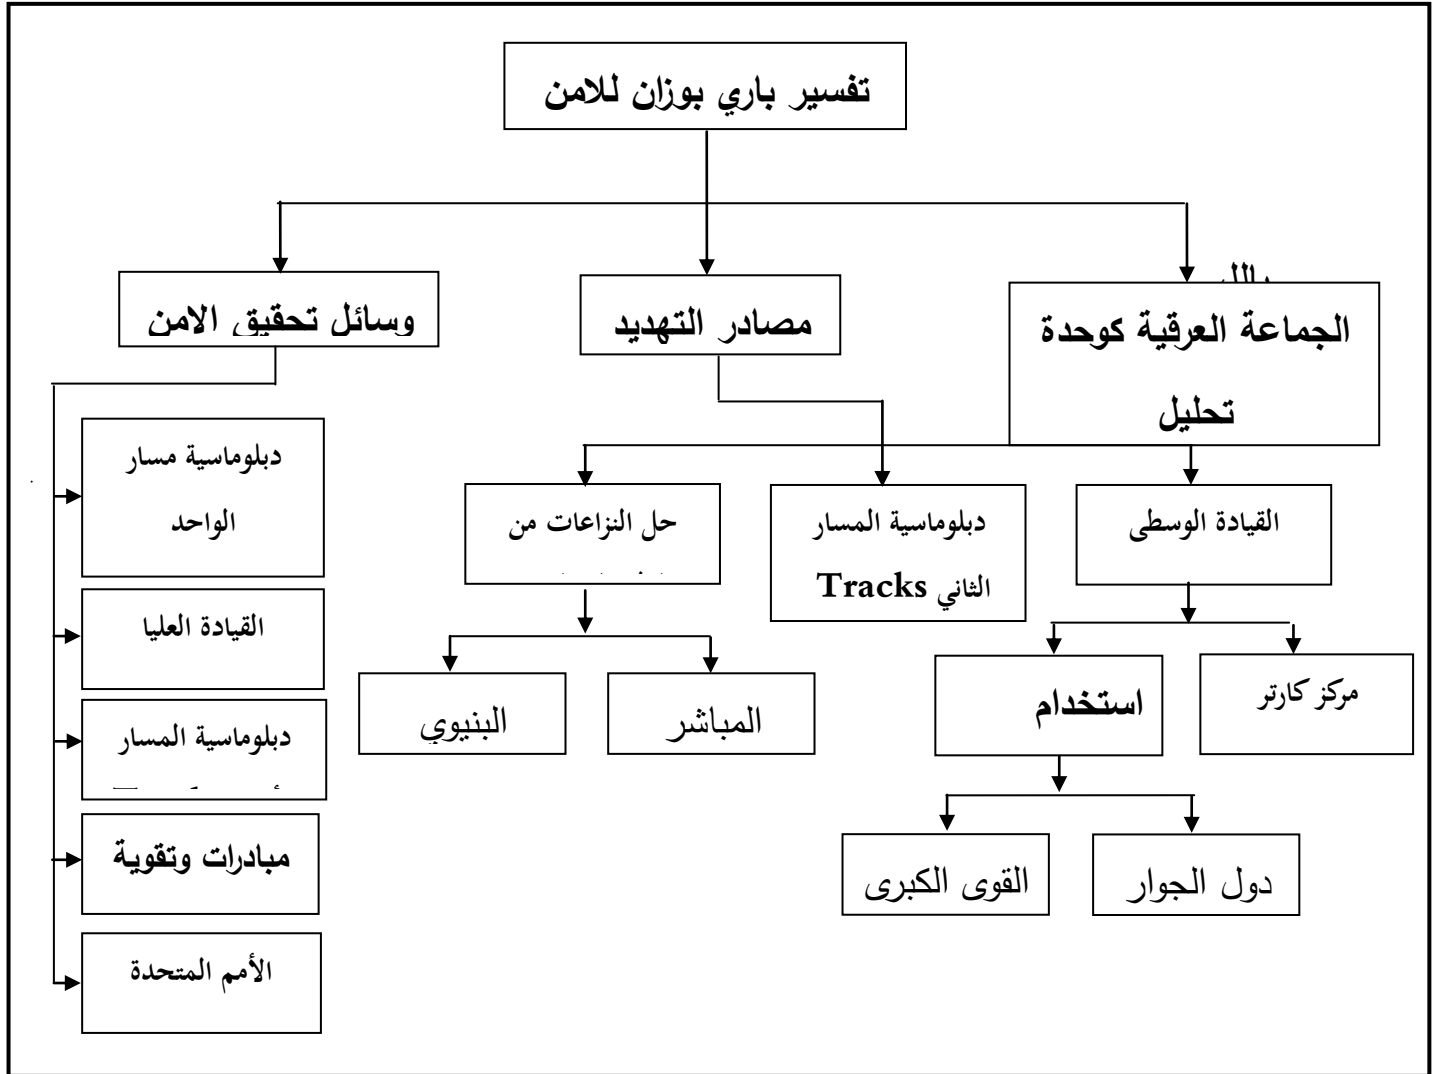 تفسير باري بوزان للامن
الجماعة العرقية كوحدة
تحليل
مصادر التهديد
وسائل تحقيق الامن
القيادة الوسطى
دبلوماسية المسار
الثاني Tracks
حل النزاعات من
دبلوماسية مسار
الواحد
القيادة العليا
دبلوماسية المسار
مبادرات وتقوية
الأمم المتحدة
مركز كارتر
استخدام
المباشر
البنيوي
دول الجوار
القوى الكبرى